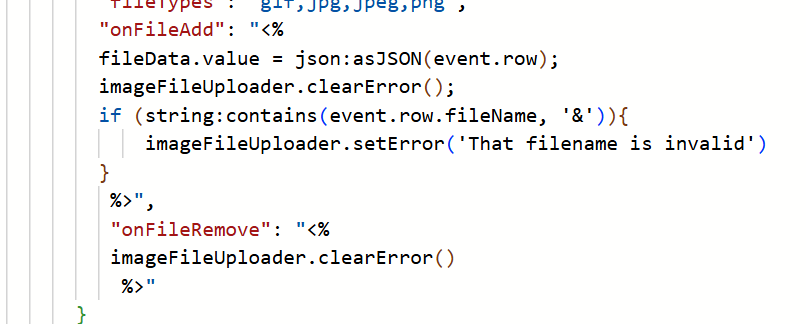 "fileTypes": "gif,jpg,jpeg,png",
"onFileAdd": "<%
fileData.value = json:asJSON(event.row);
imageFileUploader.clearError();
if (string:contains(event.row.fileName, '&')){
imageFileUploader.setError('That filename is invalid')
}
%>",
"onFileRemove": "<%
imageFileUploader.clearError()
%>"
}